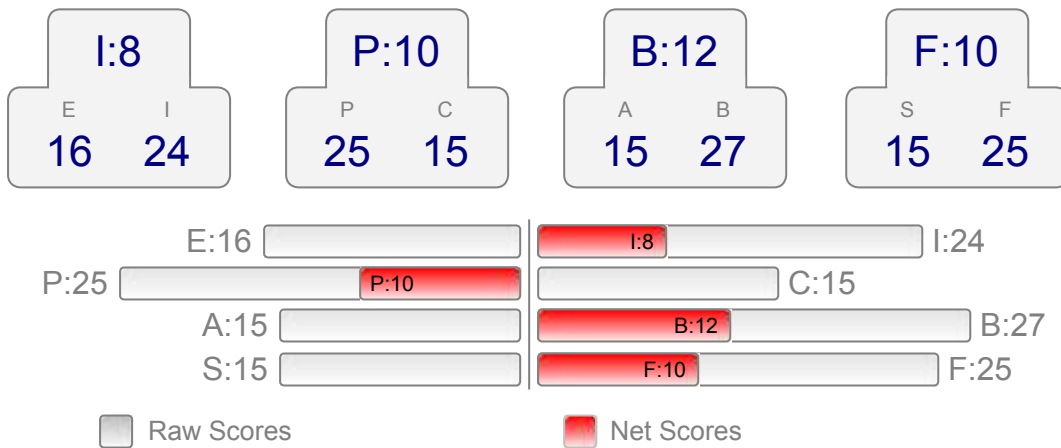 I:8 P:10 B:12 F:10
E I P C A B S F
16 24 25 15 15 27 15 25
E:16 I:8 I:24
P:25 P:10 C:15
A:15 B:12 B:27
S:15 F:10 F:25
Raw Scores Net Scores